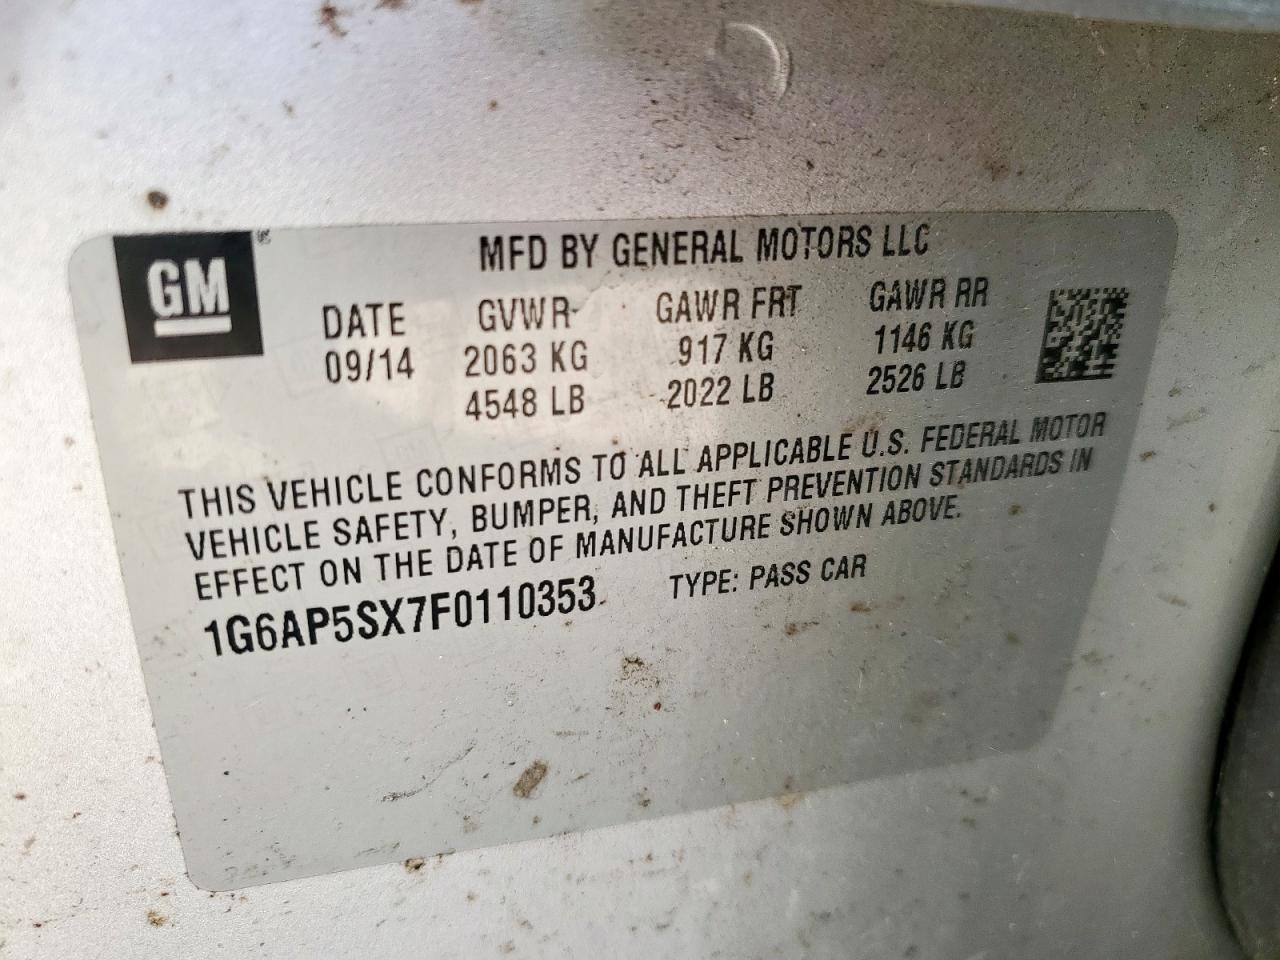 GM
MFD BY GENERAL MOTORS LLC
DATE GVWR GAWR FRT GAWR RR
09/14 2063 KG 917 KG 1146 KG
4548 LB 2022 LB 2526 LB
THIS VEHICLE CONFORMS TO ALL APPLICABLE U.S. FEDERAL MOTOR
VEHICLE SAFETY, BUMPER, AND THEFT PREVENTION STANDARDS IN
EFFECT ON THE DATE OF MANUFACTURE SHOWN ABOVE.
1G6AP5SX7F0110353 TYPE: PASS CAR